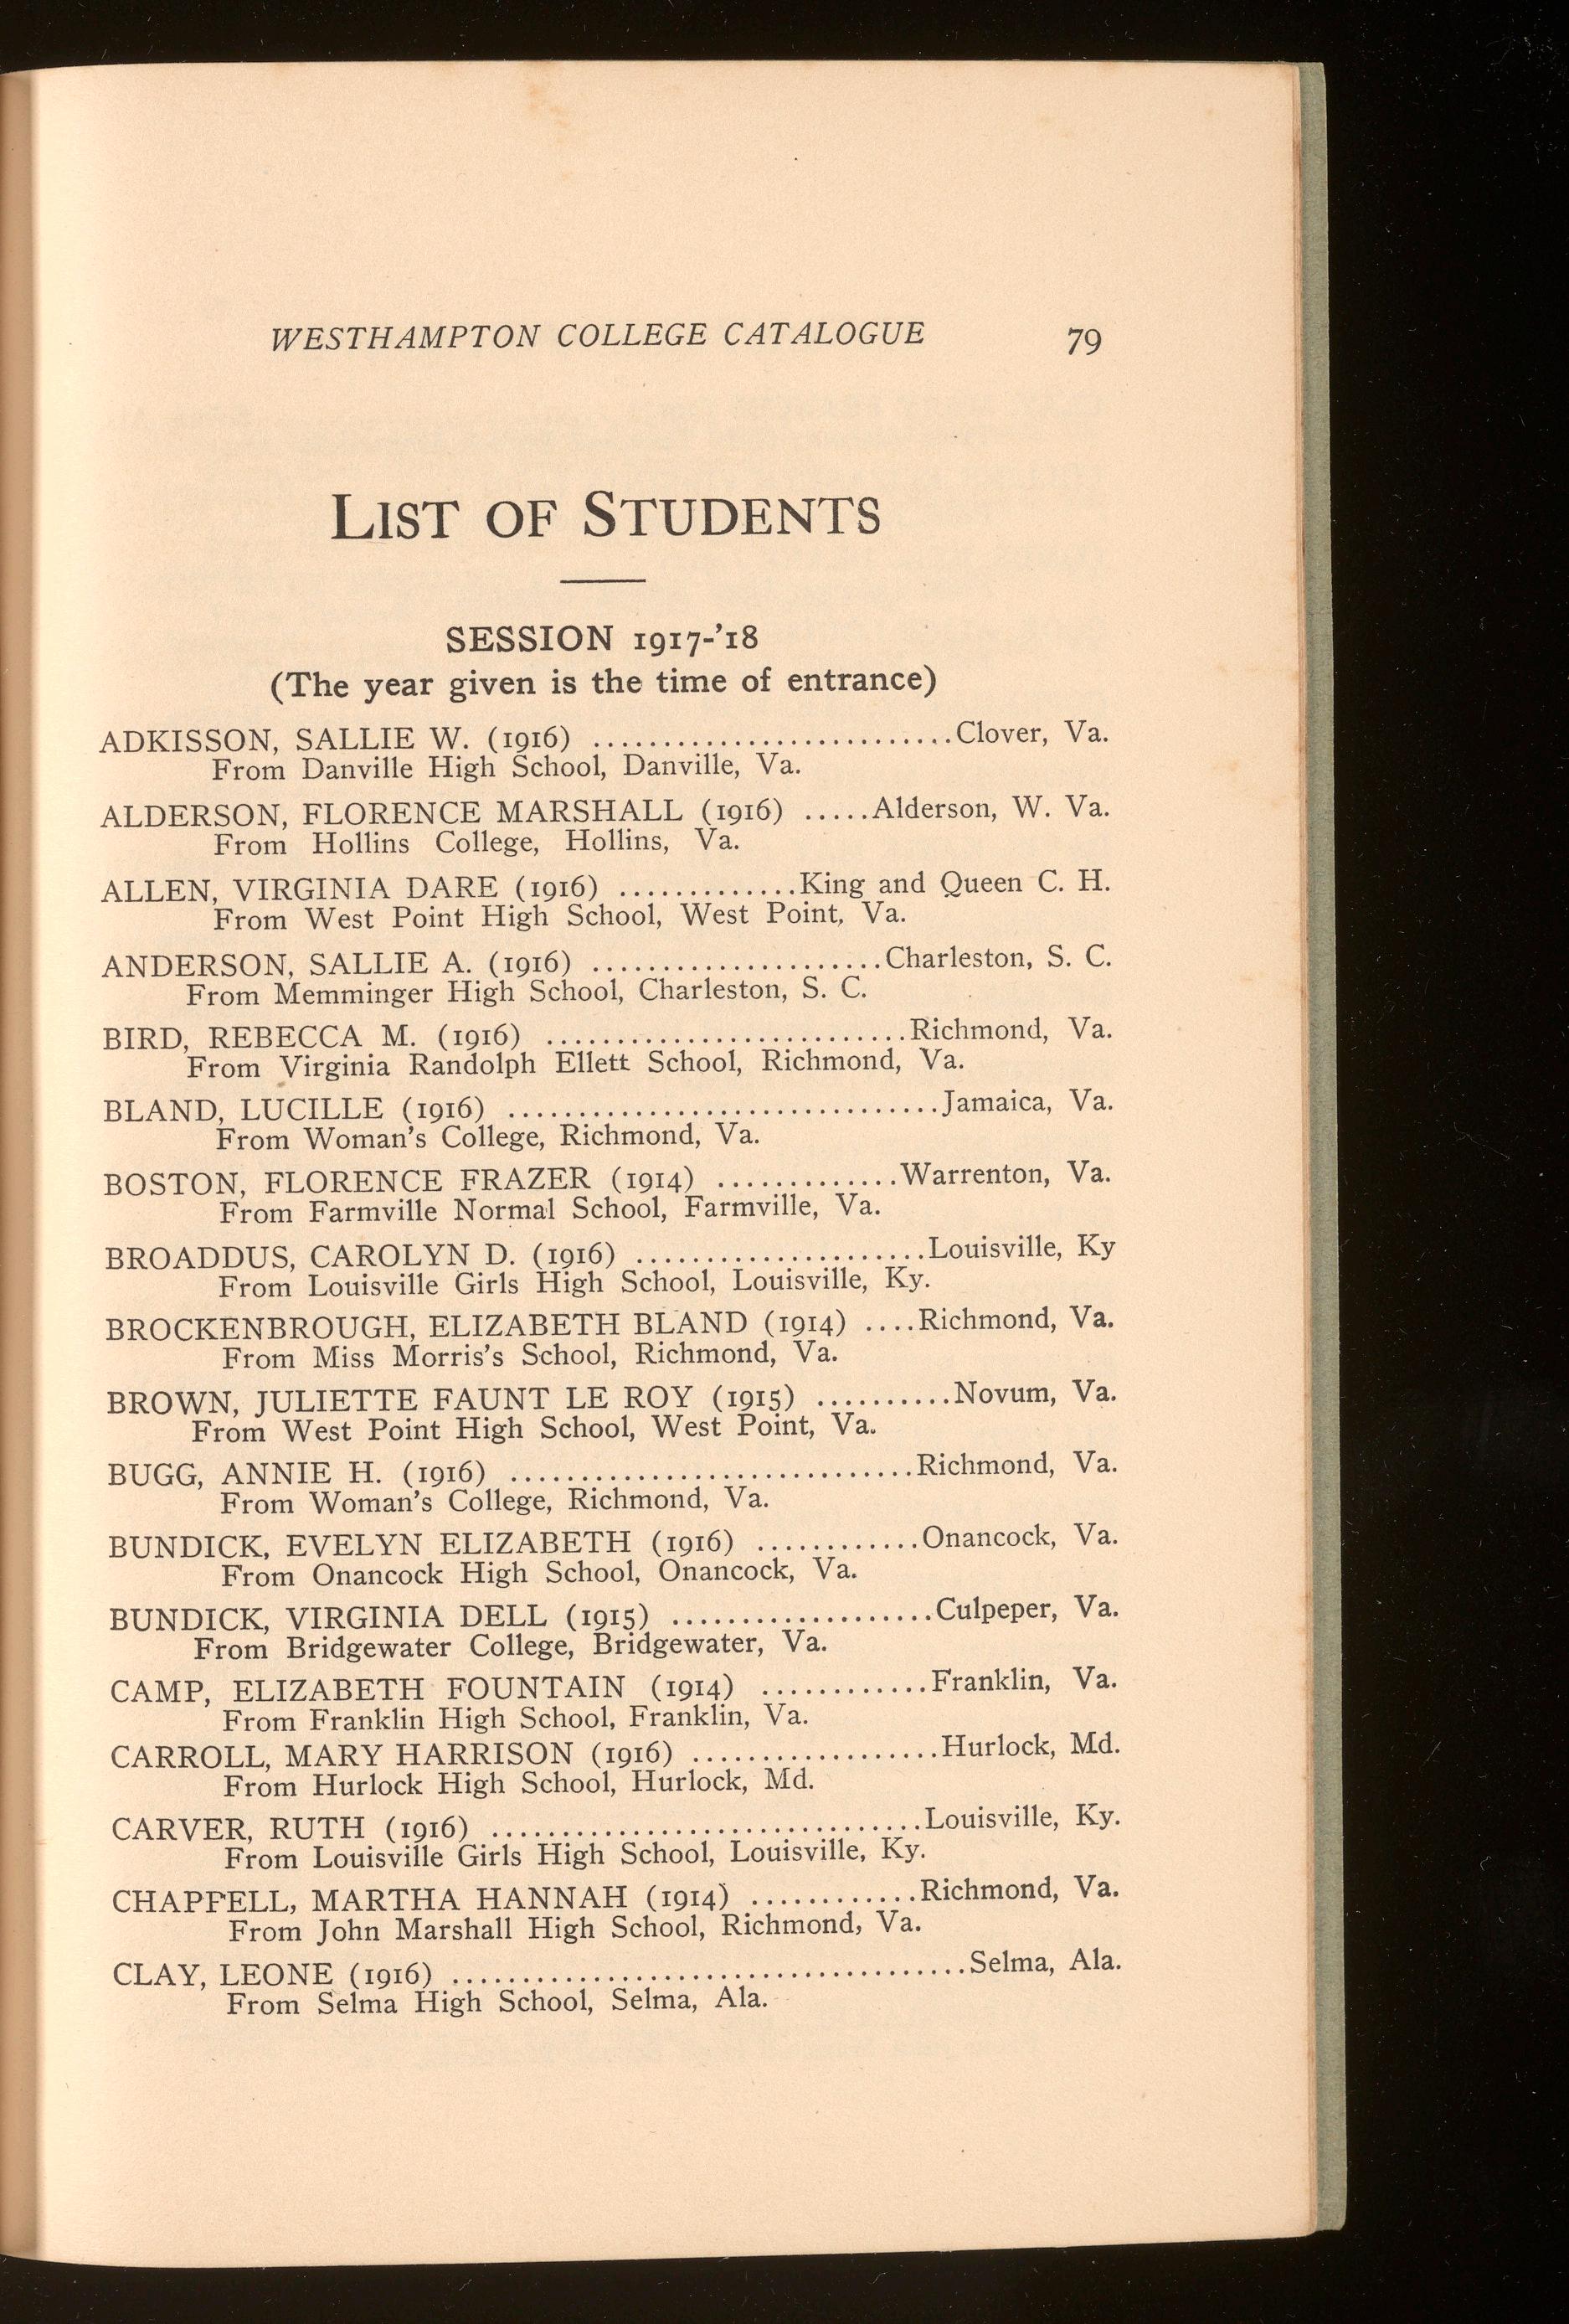 WESTHAMPTON COLLEGE CATALOGUE 79
LIST OF STUDENTS
SESSION 1917-'18
(The year given is the time of entrance)
ADKISSON, SALLIE W. (1916) ..........................Clover, Va.
From Danville High School, Danville, Va.
ALDERSON, FLORENCE MARSHALL (1916) .....Alderson, W. Va.
From Hollins College, Hollins, Va.
ALLEN, VIRGINIA DARE (1916) .............King and Queen C. H.
From West Point High School, West Point, Va.
ANDERSON, SALLIE A. (1916) .....................Charleston, S. C.
From Memminger High School, Charleston, S. C.
BIRD, REBECCA M. (1916) ..........................Richmond, Va.
From Virginia Randolph Ellett School, Richmond, Va.
BLAND, LUCILLE (1916) ...............................Jamaica, Va.
From Woman's College, Richmond, Va.
BOSTON, FLORENCE FRAZER (1914) .............Warrenton, Va.
From Farmville Normal School, Farmville, Va.
BROADDUS, CAROLYN D. (1916) .....................Louisville, Ky
From Louisville Girls High School, Louisville, Ky.
BROCKENBROUGH, ELIZABETH BLAND (1914) ....Richmond, Va.
From Miss Morris's School, Richmond, Va.
BROWN, JULIETTE FAUNT LE ROY (1915) ..........Novum, Va.
From West Point High School, West Point, Va.
BUGG, ANNIE H. (1916) .............................Richmond, Va.
From Woman's College, Richmond, Va.
BUNDICK, EVELYN ELIZABETH (1916) ............Onancock, Va.
From Onancock High School, Onancock, Va.
BUNDICK, VIRGINIA DELL (1915) ...................Culpeper, Va.
From Bridgewater College, Bridgewater, Va.
CAMP, ELIZABETH FOUNTAIN (1914) ............Franklin, Va.
From Franklin High School, Franklin, Va.
CARROLL, MARY HARRISON (1916) ..................Hurlock, Md.
From Hurlock High School, Hurlock, Md.
CARVER, RUTH (1916) ...............................Louisville, Ky.
From Louisville Girls High School, Louisville, Ky.
CHAPPELL, MARTHA HANNAH (1914) ............Richmond, Va.
From John Marshall High School, Richmond, Va.
CLAY, LEONE (1916) .....................................Selma, Ala.
From Selma High School, Selma, Ala.